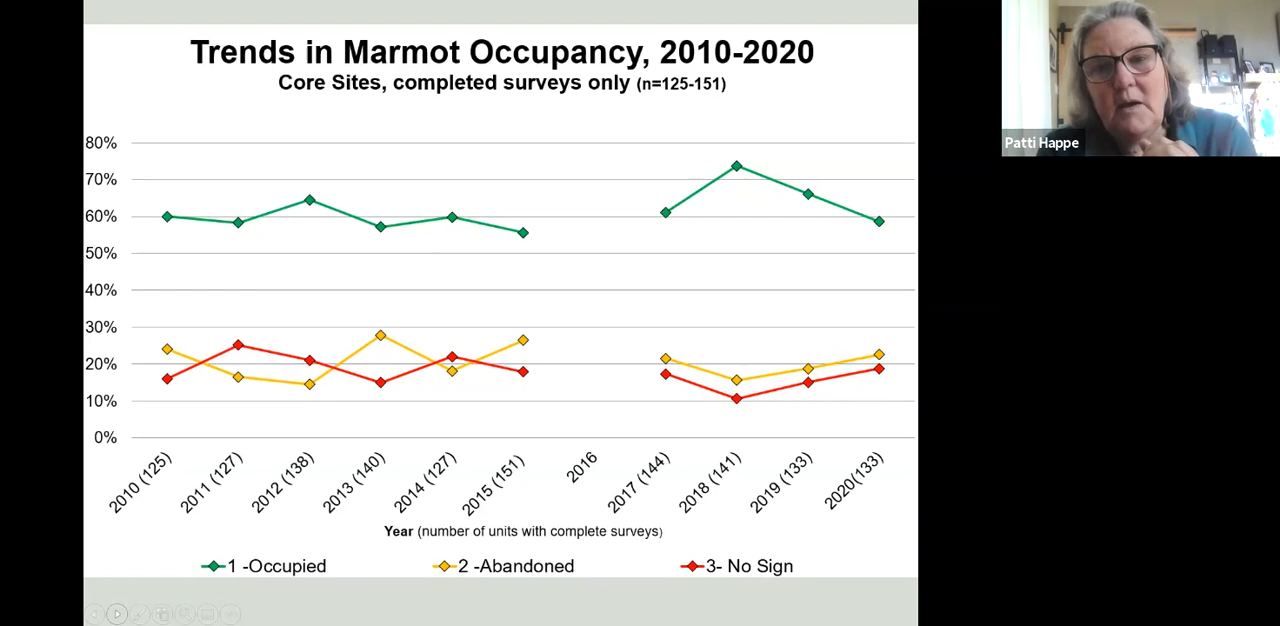 Trends in Marmot Occupancy, 2010-2020
Core Sites, completed surveys only (n=125-151)
Patti Happe
80%
70%
60%
50%
40%
30%
20%
10%
0%
2010 (125)
2011 (127)
2012 (138)
2013 (140)
2014 (127)
2015 (151)
2016
2017 (144)
2018 (141)
2019 (133)
2020(133)
Year (number of units with complete surveys)
1 -Occupied
2 -Abandoned
3- No Sign